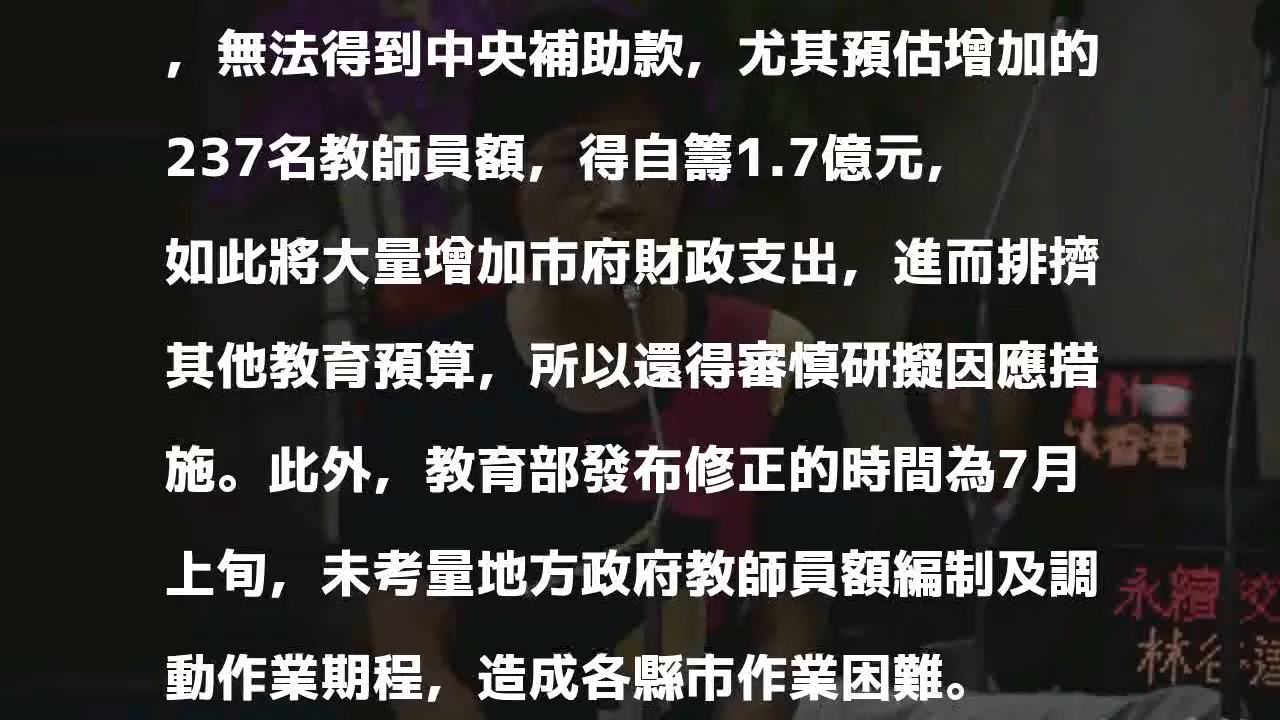 ，無法得到中央補助款，尤其預估增加的
237名教師員額，得自籌1.7億元，
如此將大量增加市府財政支出，進而排擠
其他教育預算，所以還得審慎研擬因應措
施。此外，教育部發布修正的時間為7月
上旬，未考量地方政府教師員額編制及調
動作業期程，造成各縣市作業困難。
君
永續
林